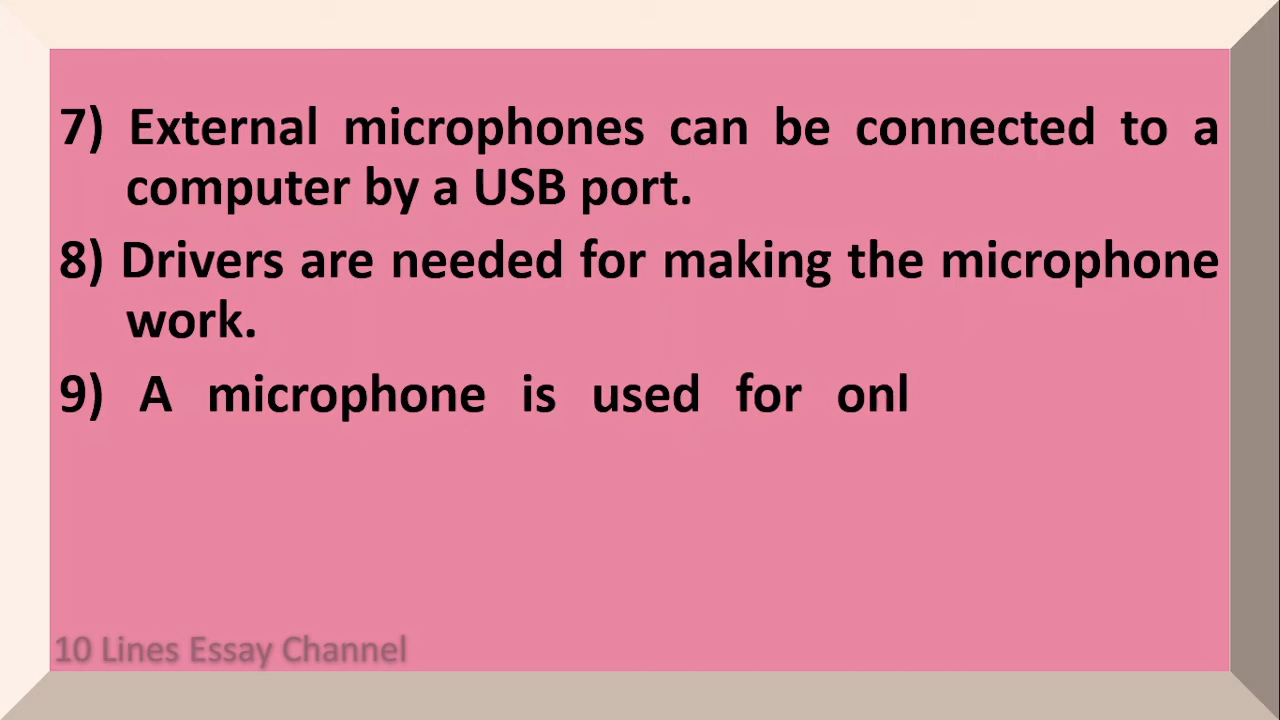 7) External microphones can be connected to a
computer by a USB port.
8) Drivers are needed for making the microphone
work.
9) A microphone is used for onl
10 Lines Essay Channel